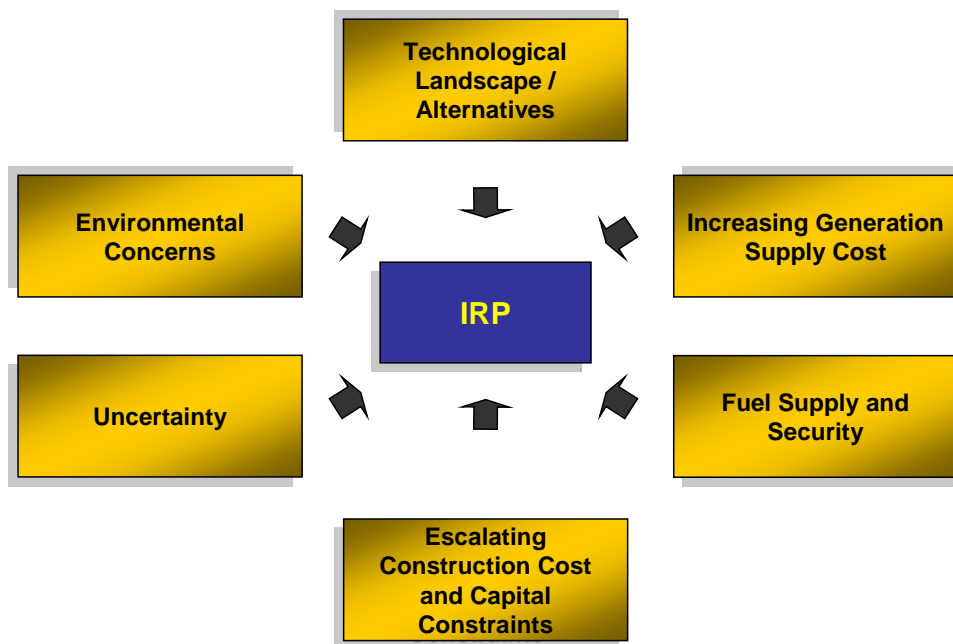 Technological
Landscape /
Alternatives
Environmental
Concerns
Increasing Generation
Supply Cost
IRP
Uncertainty
Fuel Supply and
Security
Escalating
Construction Cost
and Capital
Constraints